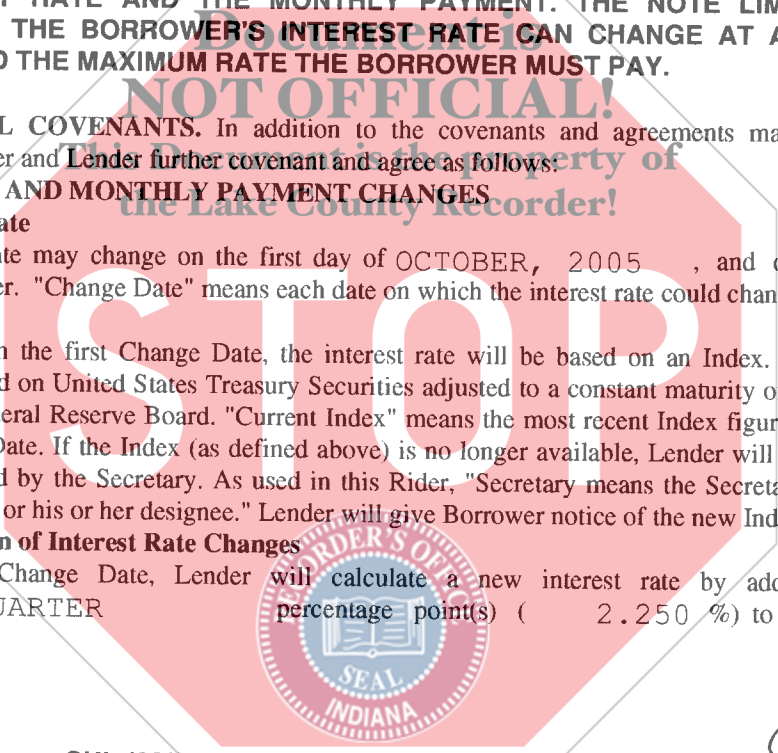 RATE AND THE MONTHLY PAYMENT. THE NOTE LIM
THE BORROWER'S INTEREST RATE CAN CHANGE AT A
D THE MAXIMUM RATE THE BORROWER MUST PAY.
Document is
NOT OFFICIAL!
This Document is the property of
the Lake County Recorder!
L COVENANTS. In addition to the covenants and agreements ma
er and Lender further covenant and agree as follows:
AND MONTHLY PAYMENT CHANGES
ate
ate may change on the first day of OCTOBER, 2005 , and
er. "Change Date" means each date on which the interest rate could chan
STOP
n the first Change Date, the interest rate will be based on an Index.
d on United States Treasury Securities adjusted to a constant maturity o
eral Reserve Board. "Current Index" means the most recent Index figur
Date. If the Index (as defined above) is no longer available, Lender will
d by the Secretary. As used in this Rider, "Secretary means the Secreta
or his or her designee." Lender will give Borrower notice of the new Ind
n of Interest Rate Changes
Change Date, Lender will calculate a new interest rate by add
UARTER percentage point(s) ( 2.250 %) to
RECORDER'S OFFICE
SEAL
INDIANA